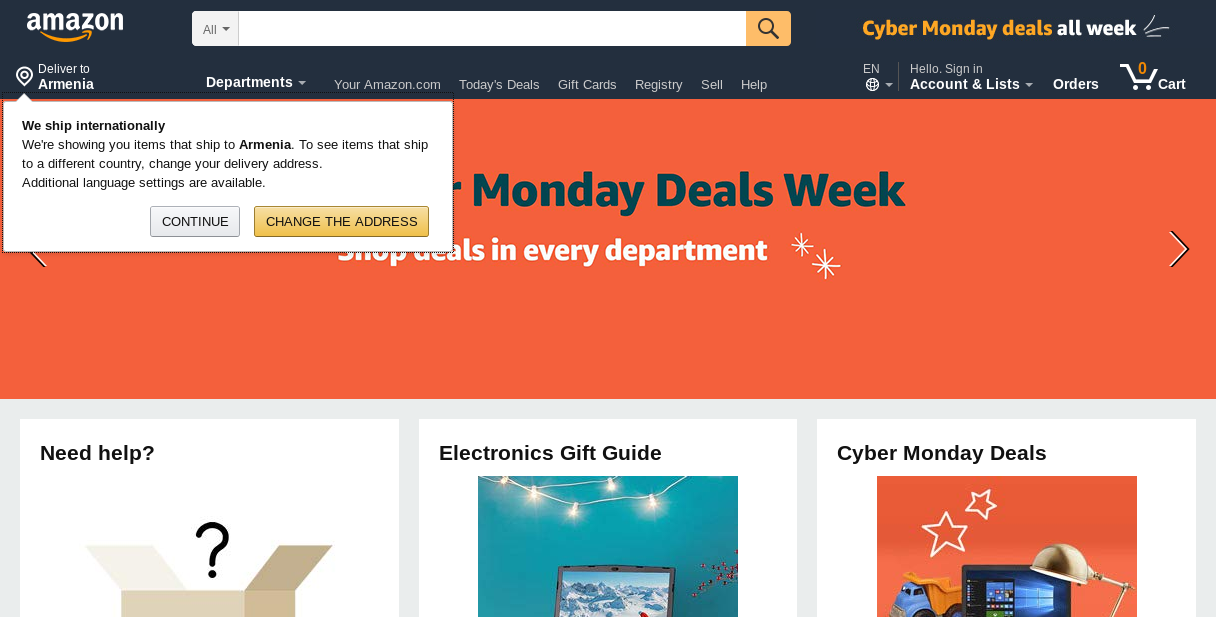 amazon
All
Cyber Monday deals all week
Deliver to
Armenia
Departments
Your Amazon.com
Today's Deals
Gift Cards
Registry
Sell
Help
EN
Hello. Sign in
Account & Lists
Orders
0
Cart
We ship internationally
We're showing you items that ship to Armenia. To see items that ship
to a different country, change your delivery address.
Additional language settings are available.
CONTINUE
CHANGE THE ADDRESS
Monday Deals Week
Shop deals in every department
Need help?
Electronics Gift Guide
Cyber Monday Deals
?